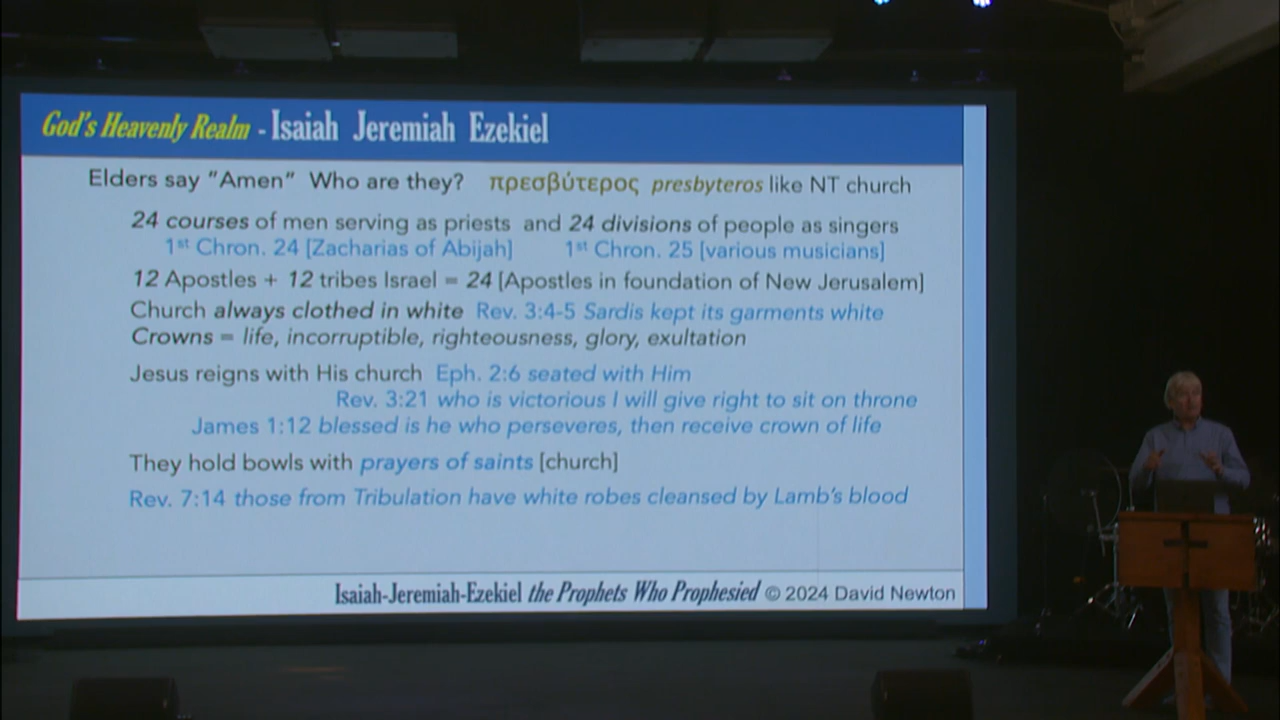 God's Heavenly Realm - Isaiah Jeremiah Ezekiel
Elders say "Amen" Who are they? πρεσβύτερος presbyteros like NT church
24 courses of men serving as priests and 24 divisions of people as singers
1st Chron. 24 [Zacharias of Abijah] 1st Chron. 25 [various musicians]
12 Apostles + 12 tribes Israel = 24 [Apostles in foundation of New Jerusalem]
Church always clothed in white Rev. 3:4-5 Sardis kept its garments white
Crowns = life, incorruptible, righteousness, glory, exultation
Jesus reigns with His church Eph. 2:6 seated with Him
Rev. 3:21 who is victorious I will give right to sit on throne
James 1:12 blessed is he who perseveres, then receive crown of life
They hold bowls with prayers of saints [church]
Rev. 7:14 those from Tribulation have white robes cleansed by Lamb's blood
Isaiah-Jeremiah-Ezekiel the Prophets Who Prophesied © 2024 David Newton